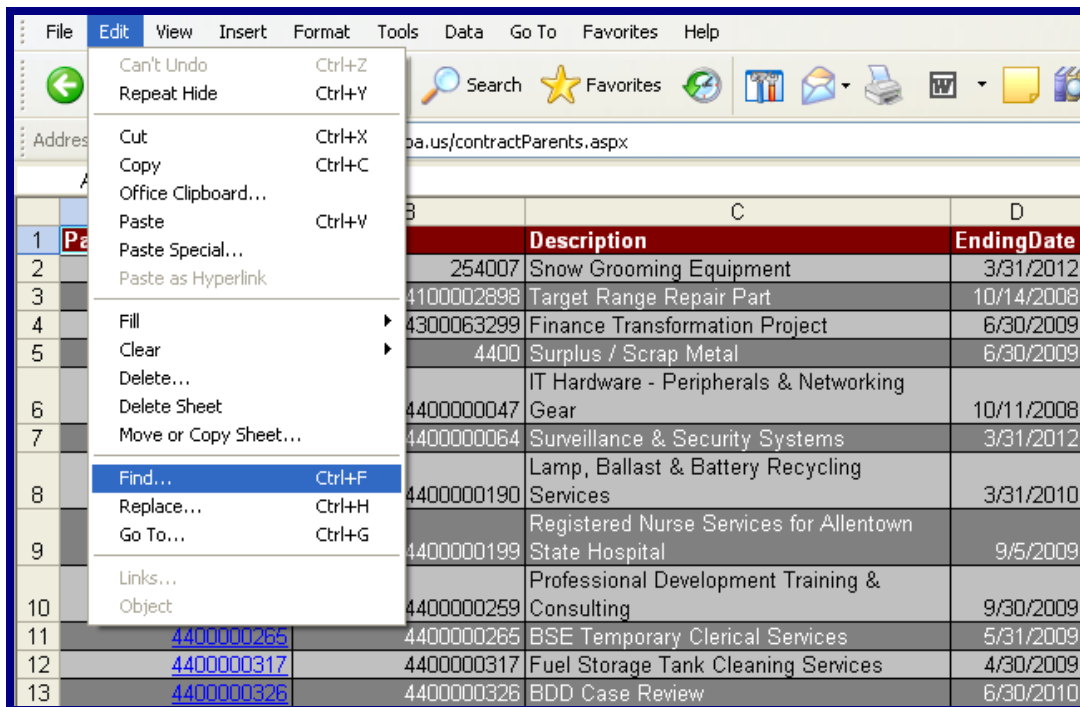 File Edit View Insert Format Tools Data Go To Favorites Help
Can't Undo Ctrl+Z
Repeat Hide Ctrl+Y
Cut Ctrl+X
Copy Ctrl+C
Office Clipboard...
Paste Ctrl+V
Paste Special...
Paste as Hyperlink
Fill
Clear
Delete...
Delete Sheet
Move or Copy Sheet...
Find... Ctrl+F
Replace... Ctrl+H
Go To... Ctrl+G
Links...
Object
Search Favorites W
Addres pa.us/contractParents.aspx
A
B C D
1 Pa Description EndingDate
2 254007 Snow Grooming Equipment 3/31/2012
3 4100002898 Target Range Repair Part 10/14/2008
4 4300063299 Finance Transformation Project 6/30/2009
5 4400 Surplus / Scrap Metal 6/30/2009
IT Hardware - Peripherals & Networking
6 4400000047 Gear 10/11/2008
7 4400000064 Surveillance & Security Systems 3/31/2012
Lamp, Ballast & Battery Recycling
8 4400000190 Services 3/31/2010
Registered Nurse Services for Allentown
9 4400000199 State Hospital 9/5/2009
Professional Development Training &
10 4400000259 Consulting 9/30/2009
11 4400000265 4400000265 BSE Temporary Clerical Services 5/31/2009
12 4400000317 4400000317 Fuel Storage Tank Cleaning Services 4/30/2009
13 4400000326 4400000326 BDD Case Review 6/30/2010